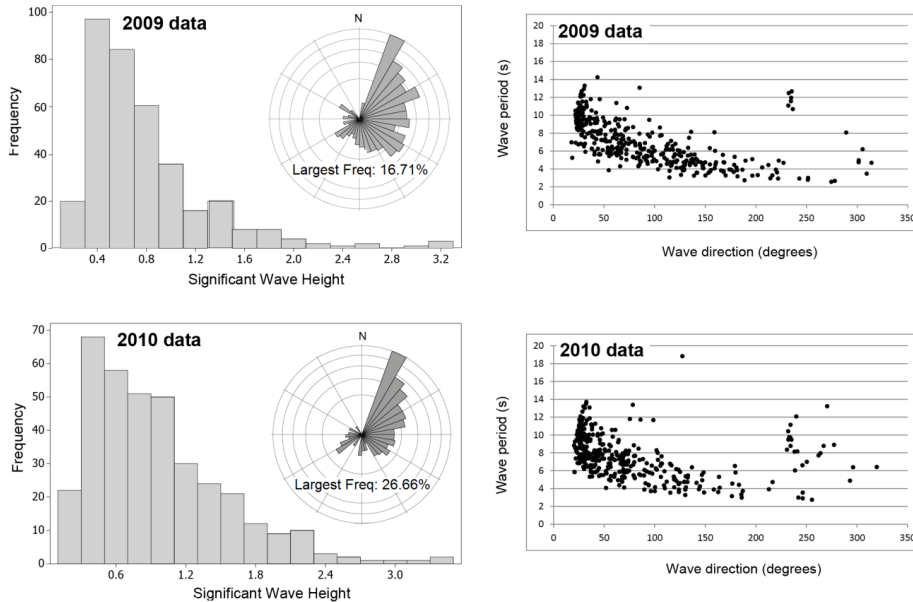 2009 data
N
Largest Freq: 16.71%
Frequency
100
80
60
40
20
0
0.4 0.8 1.2 1.6 2.0 2.4 2.8 3.2
Significant Wave Height
2009 data
Wave period (s)
20
18
16
14
12
10
8
6
4
2
0
0 50 100 150 200 250 300 350
Wave direction (degrees)
2010 data
N
Largest Freq: 26.66%
Frequency
70
60
50
40
30
20
10
0
0.6 1.2 1.8 2.4 3.0
Significant Wave Height
2010 data
Wave period (s)
20
18
16
14
12
10
8
6
4
2
0
0 50 100 150 200 250 300 350
Wave direction (degrees)